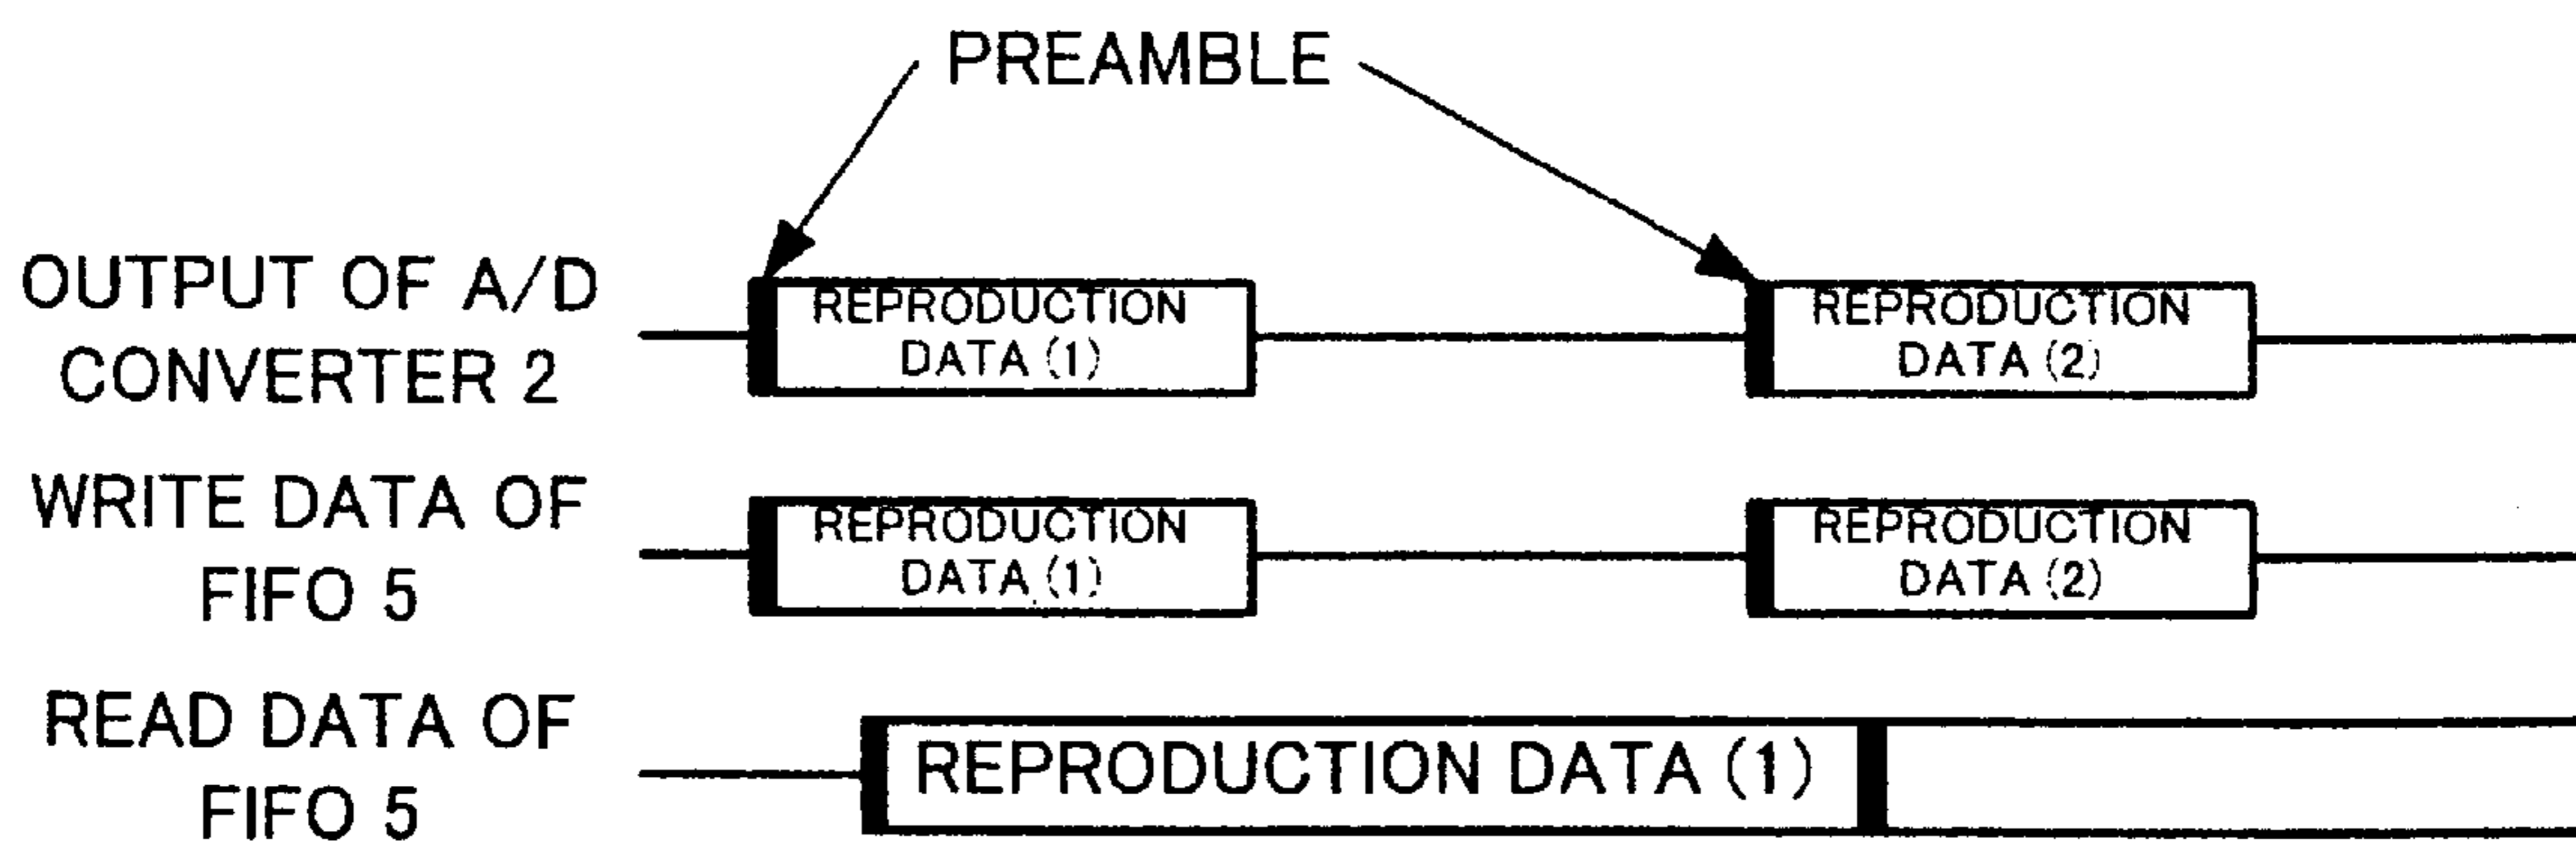 PREAMBLE
OUTPUT OF A/D
CONVERTER 2
REPRODUCTION
DATA (1)
REPRODUCTION
DATA (2)
WRITE DATA OF
FIFO 5
REPRODUCTION
DATA (1)
REPRODUCTION
DATA (2)
READ DATA OF
FIFO 5
REPRODUCTION DATA (1)